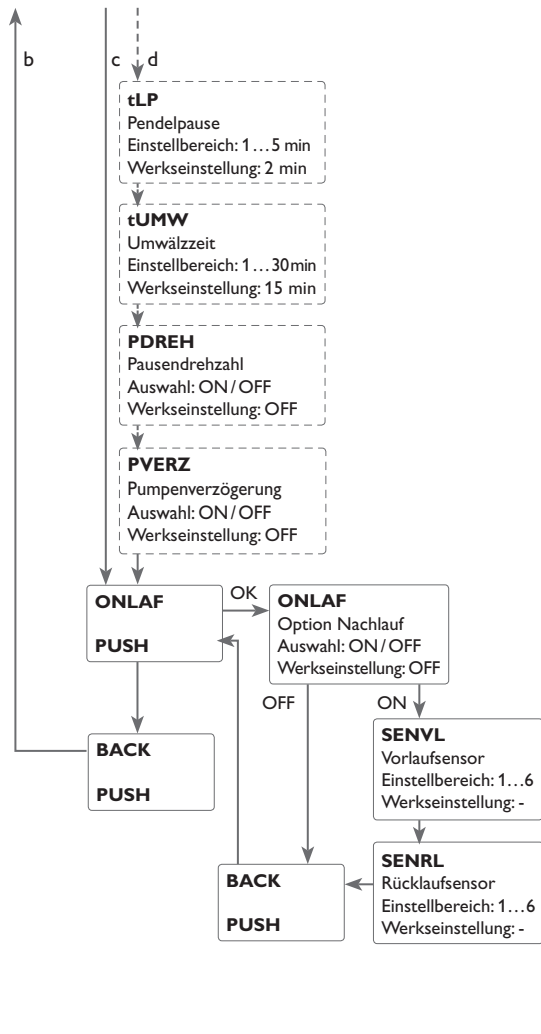 b
c
d
tLP
Pendelpause
Einstellbereich: 1…5 min
Werkseinstellung: 2 min
tUMW
Umwälzzeit
Einstellbereich: 1…30min
Werkseinstellung: 15 min
PDREH
Pausendrehzahl
Auswahl: ON / OFF
Werkseinstellung: OFF
PVERZ
Pumpenverzögerung
Auswahl: ON / OFF
Werkseinstellung: OFF
ONLAF
PUSH
OK
ONLAF
Option Nachlauf
Auswahl: ON / OFF
Werkseinstellung: OFF
OFF
ON
BACK
PUSH
SENVL
Vorlaufsensor
Einstellbereich: 1…6
Werkseinstellung: -
SENRL
Rücklaufsensor
Einstellbereich: 1…6
Werkseinstellung: -
BACK
PUSH